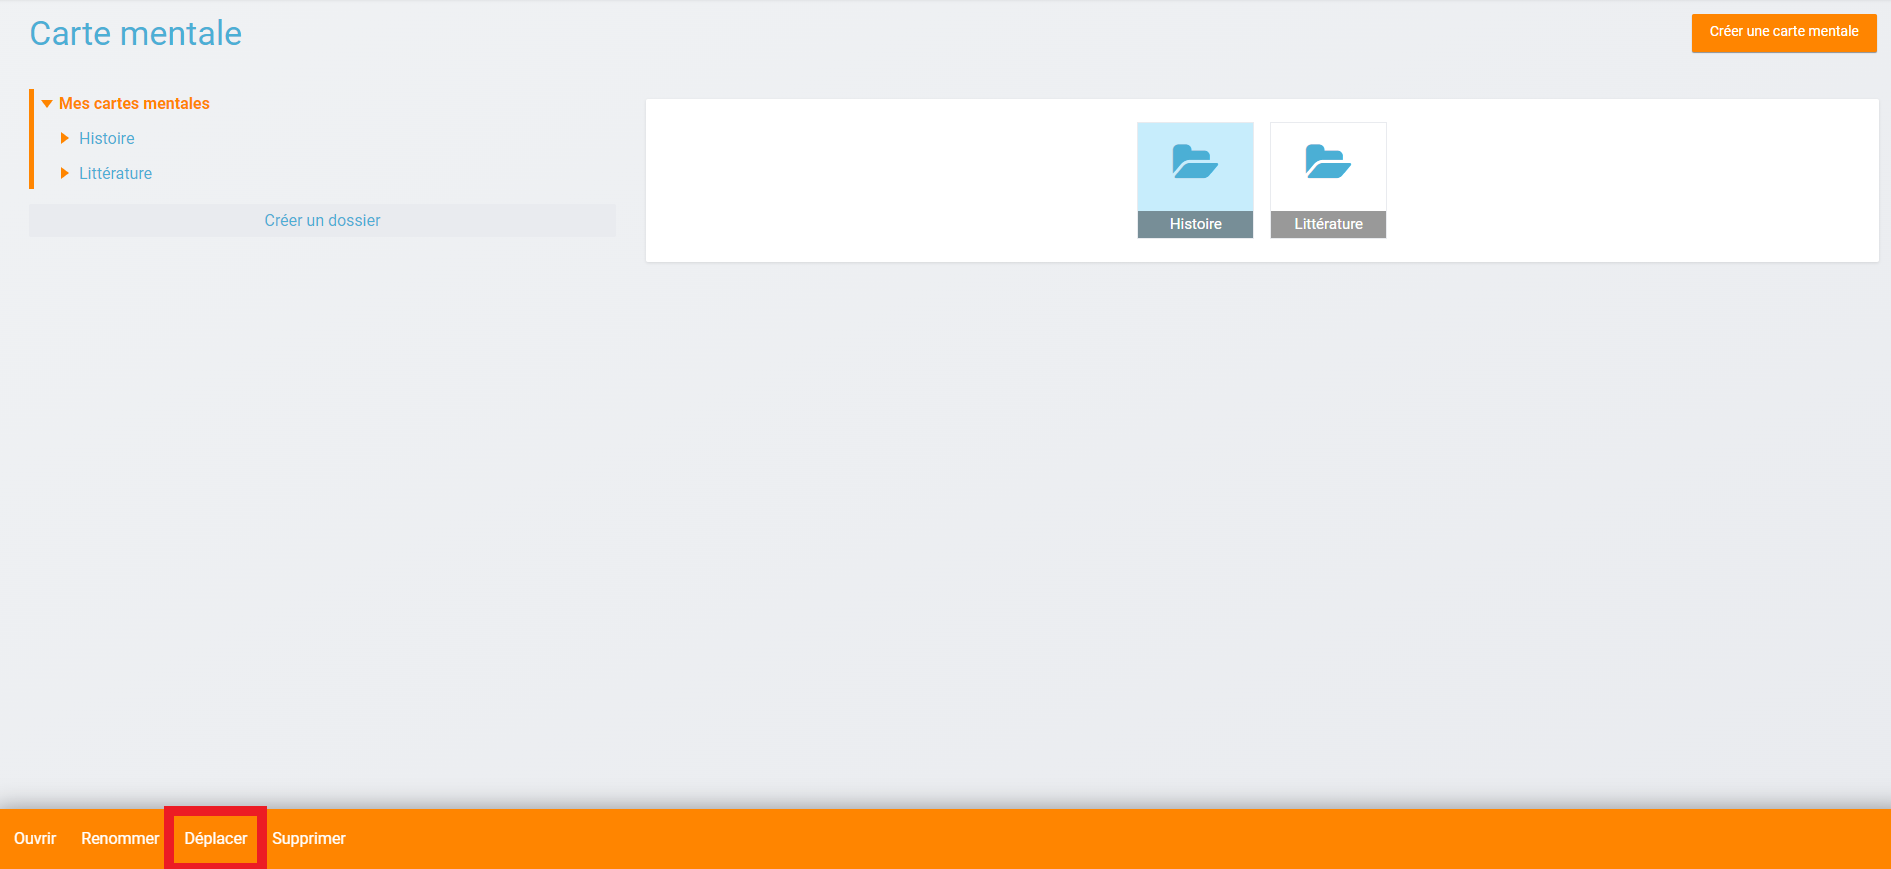 Carte mentale
Créer une carte mentale
Mes cartes mentales
Histoire
Littérature
Créer un dossier
Histoire
Littérature
Ouvrir
Renommer
Déplacer
Supprimer